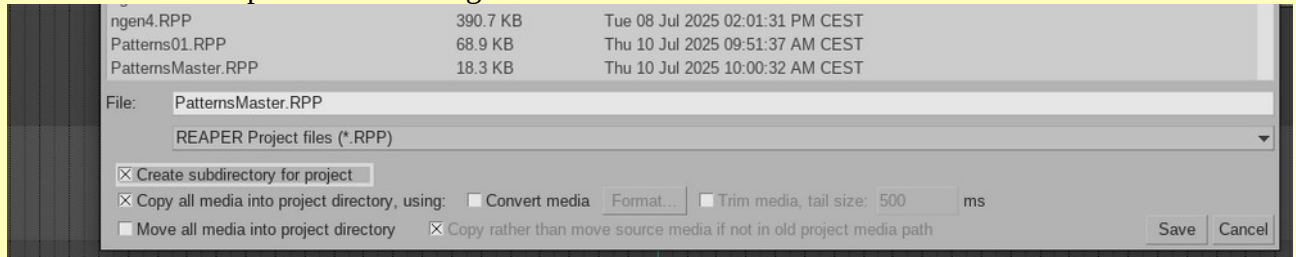 ngen4.RPP 390.7 KB Tue 08 Jul 2025 02:01:31 PM CEST
Patterns01.RPP 68.9 KB Thu 10 Jul 2025 09:51:37 AM CEST
PatternsMaster.RPP 18.3 KB Thu 10 Jul 2025 10:00:32 AM CEST
File: PatternsMaster.RPP
REAPER Project files (*.RPP)
Create subdirectory for project
Copy all media into project directory, using: Convert media Format... Trim media, tail size: 500 ms
Move all media into project directory Copy rather than move source media if not in old project media path Save Cancel